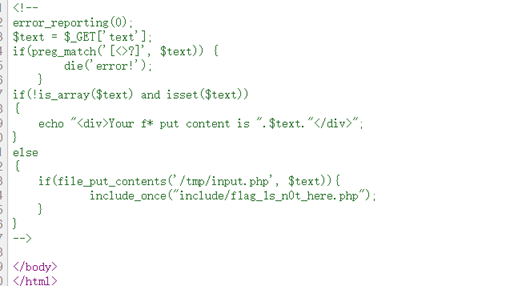 <!--
error_reporting(0);
$text = $_GET['text'];
if(preg_match('[<>?]', $text)) {
die('error!');
}
if(!is_array($text) and isset($text))
{
echo "<div>Your f* put content is ".$text."</div>";
}
else
{
if(file_put_contents('/tmp/input.php', $text)){
include_once("include/flag_1s_n0t_here.php");
}
}
-->
</body>
</html>